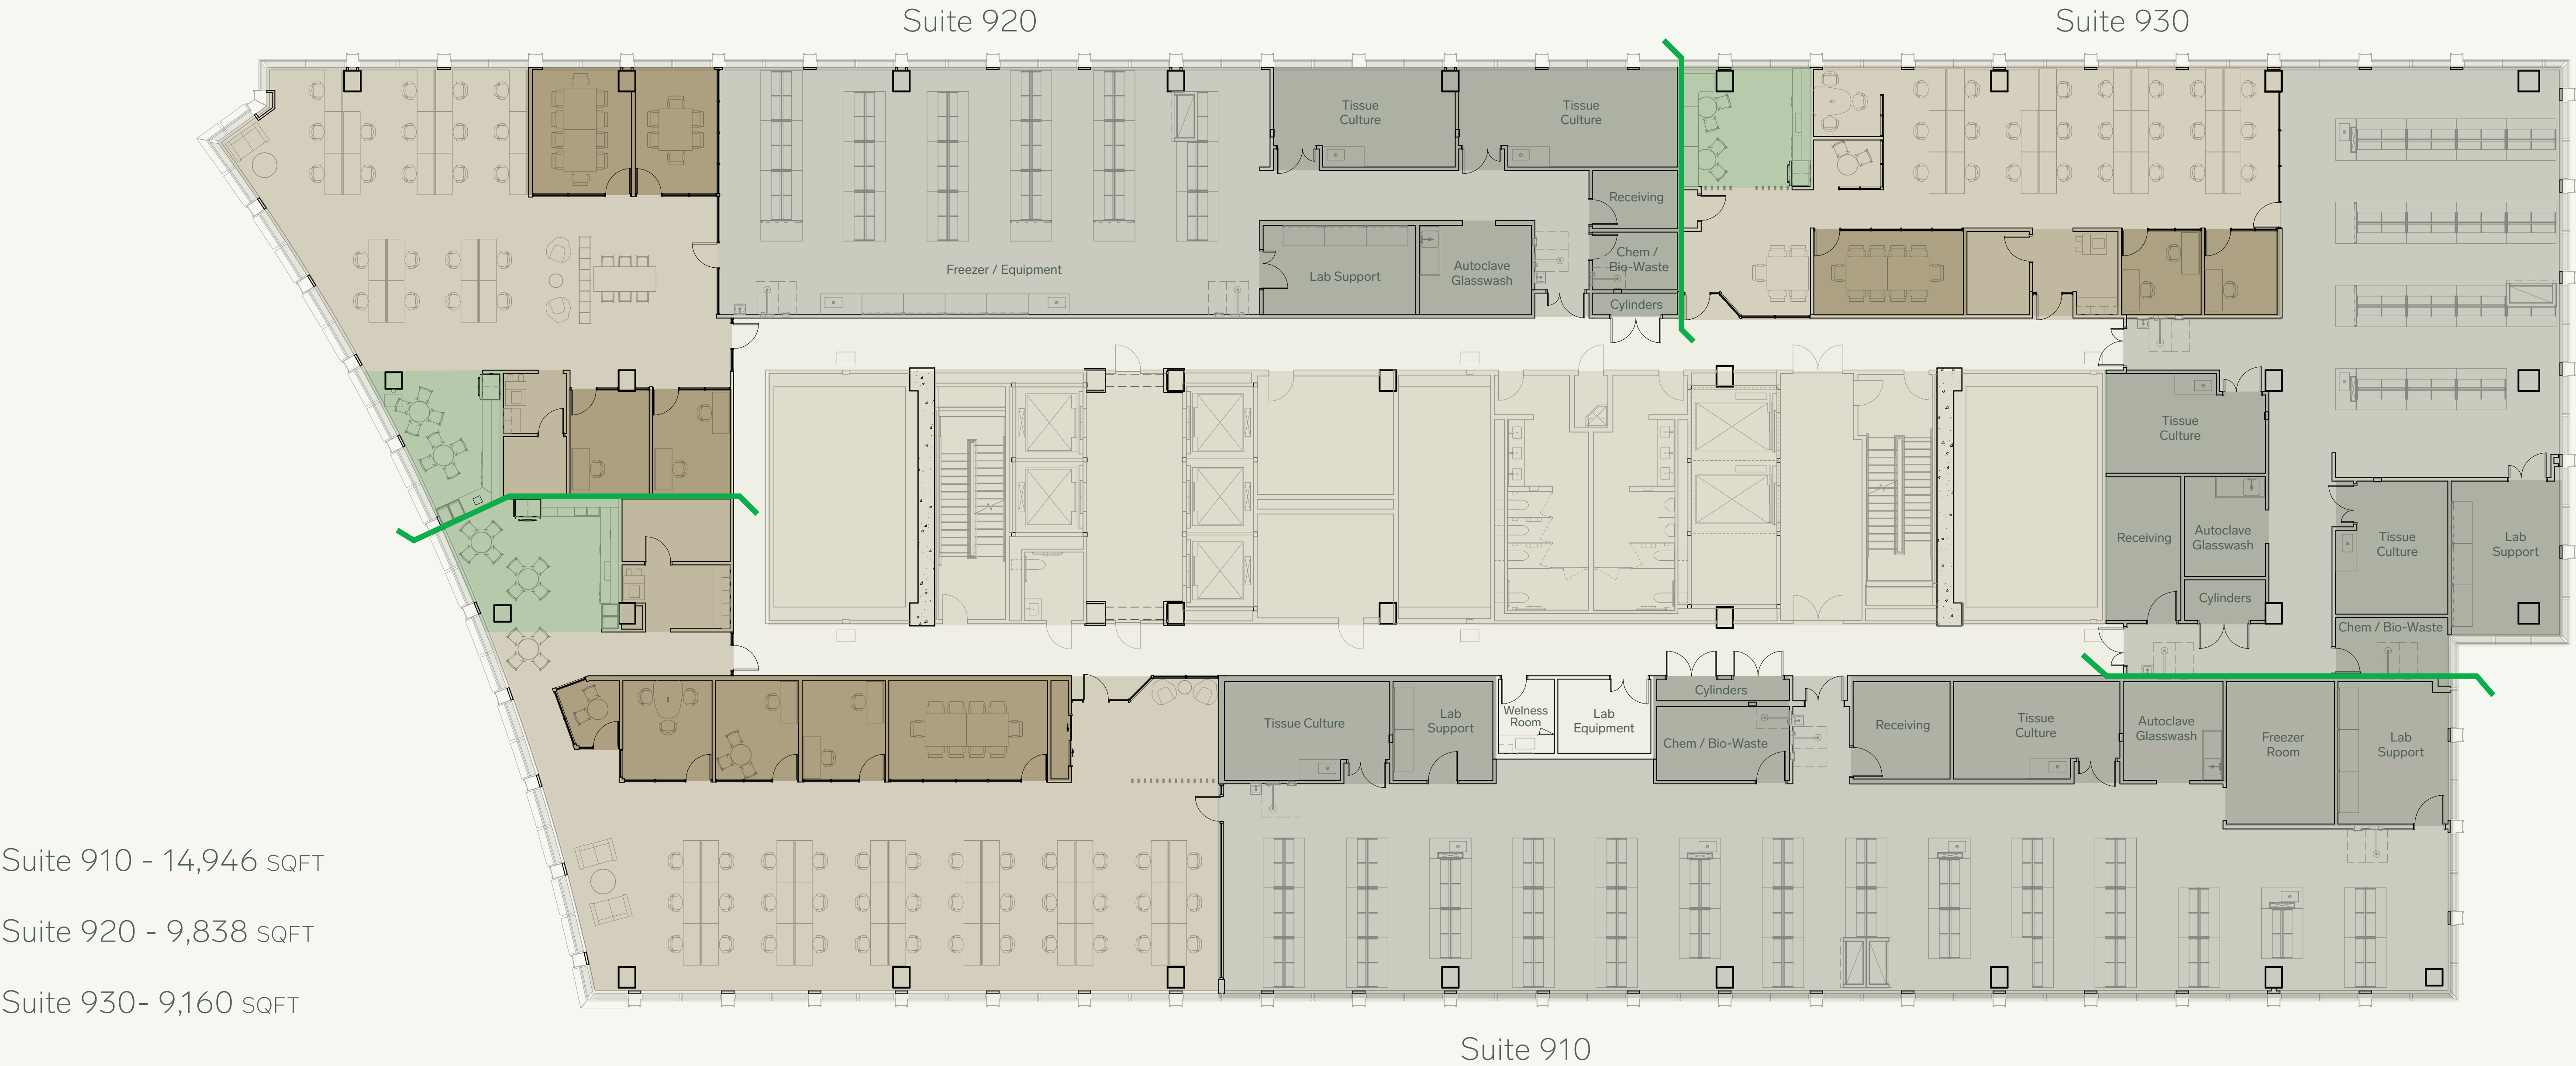 Suite 920
Suite 930
Tissue
Culture
Tissue
Culture
Receiving
Freezer / Equipment
Lab Support
Autoclave
Glasswash
Chem /
Bio-Waste
Cylinders
Tissue
Culture
Receiving
Autoclave
Glasswash
Tissue
Culture
Lab
Support
Cylinders
Chem / Bio-Waste
Tissue Culture
Lab
Support
Welness
Room
Lab
Equipment
Cylinders
Chem / Bio-Waste
Receiving
Tissue
Culture
Autoclave
Glasswash
Freezer
Room
Lab
Support
Suite 910 - 14,946 SQFT
Suite 920 - 9,838 SQFT
Suite 930- 9,160 SQFT
Suite 910